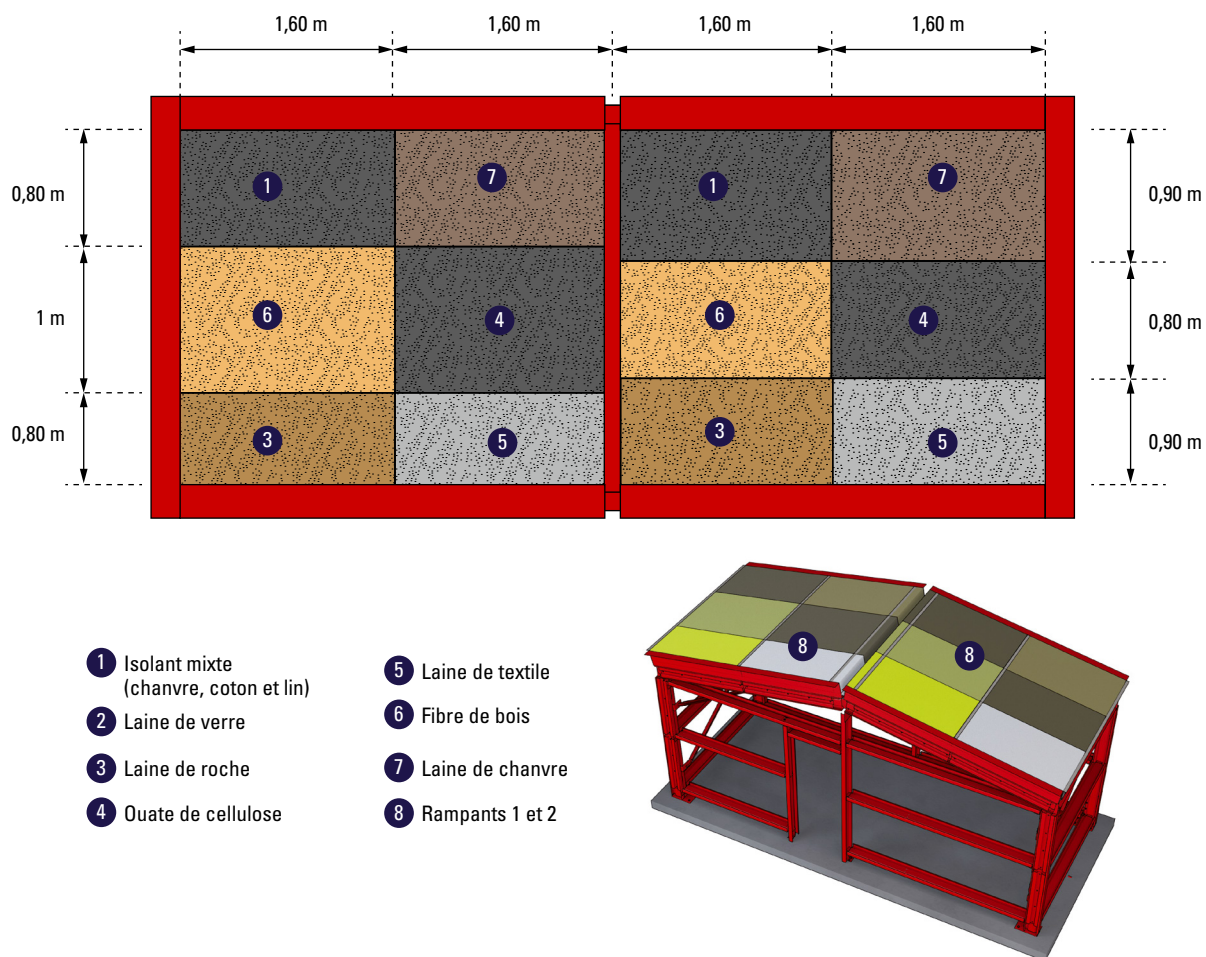 1,60 m 1,60 m 1,60 m 1,60 m
1 7 1 7
0,80 m 0,90 m
6 4 6 4
1 m 0,80 m
3 5 3 5
0,80 m 0,90 m
8 8
1 Isolant mixte
(chanvre, coton et lin)
2 Laine de verre
3 Laine de roche
4 Ouate de cellulose
5 Laine de textile
6 Fibre de bois
7 Laine de chanvre
8 Rampants 1 et 2